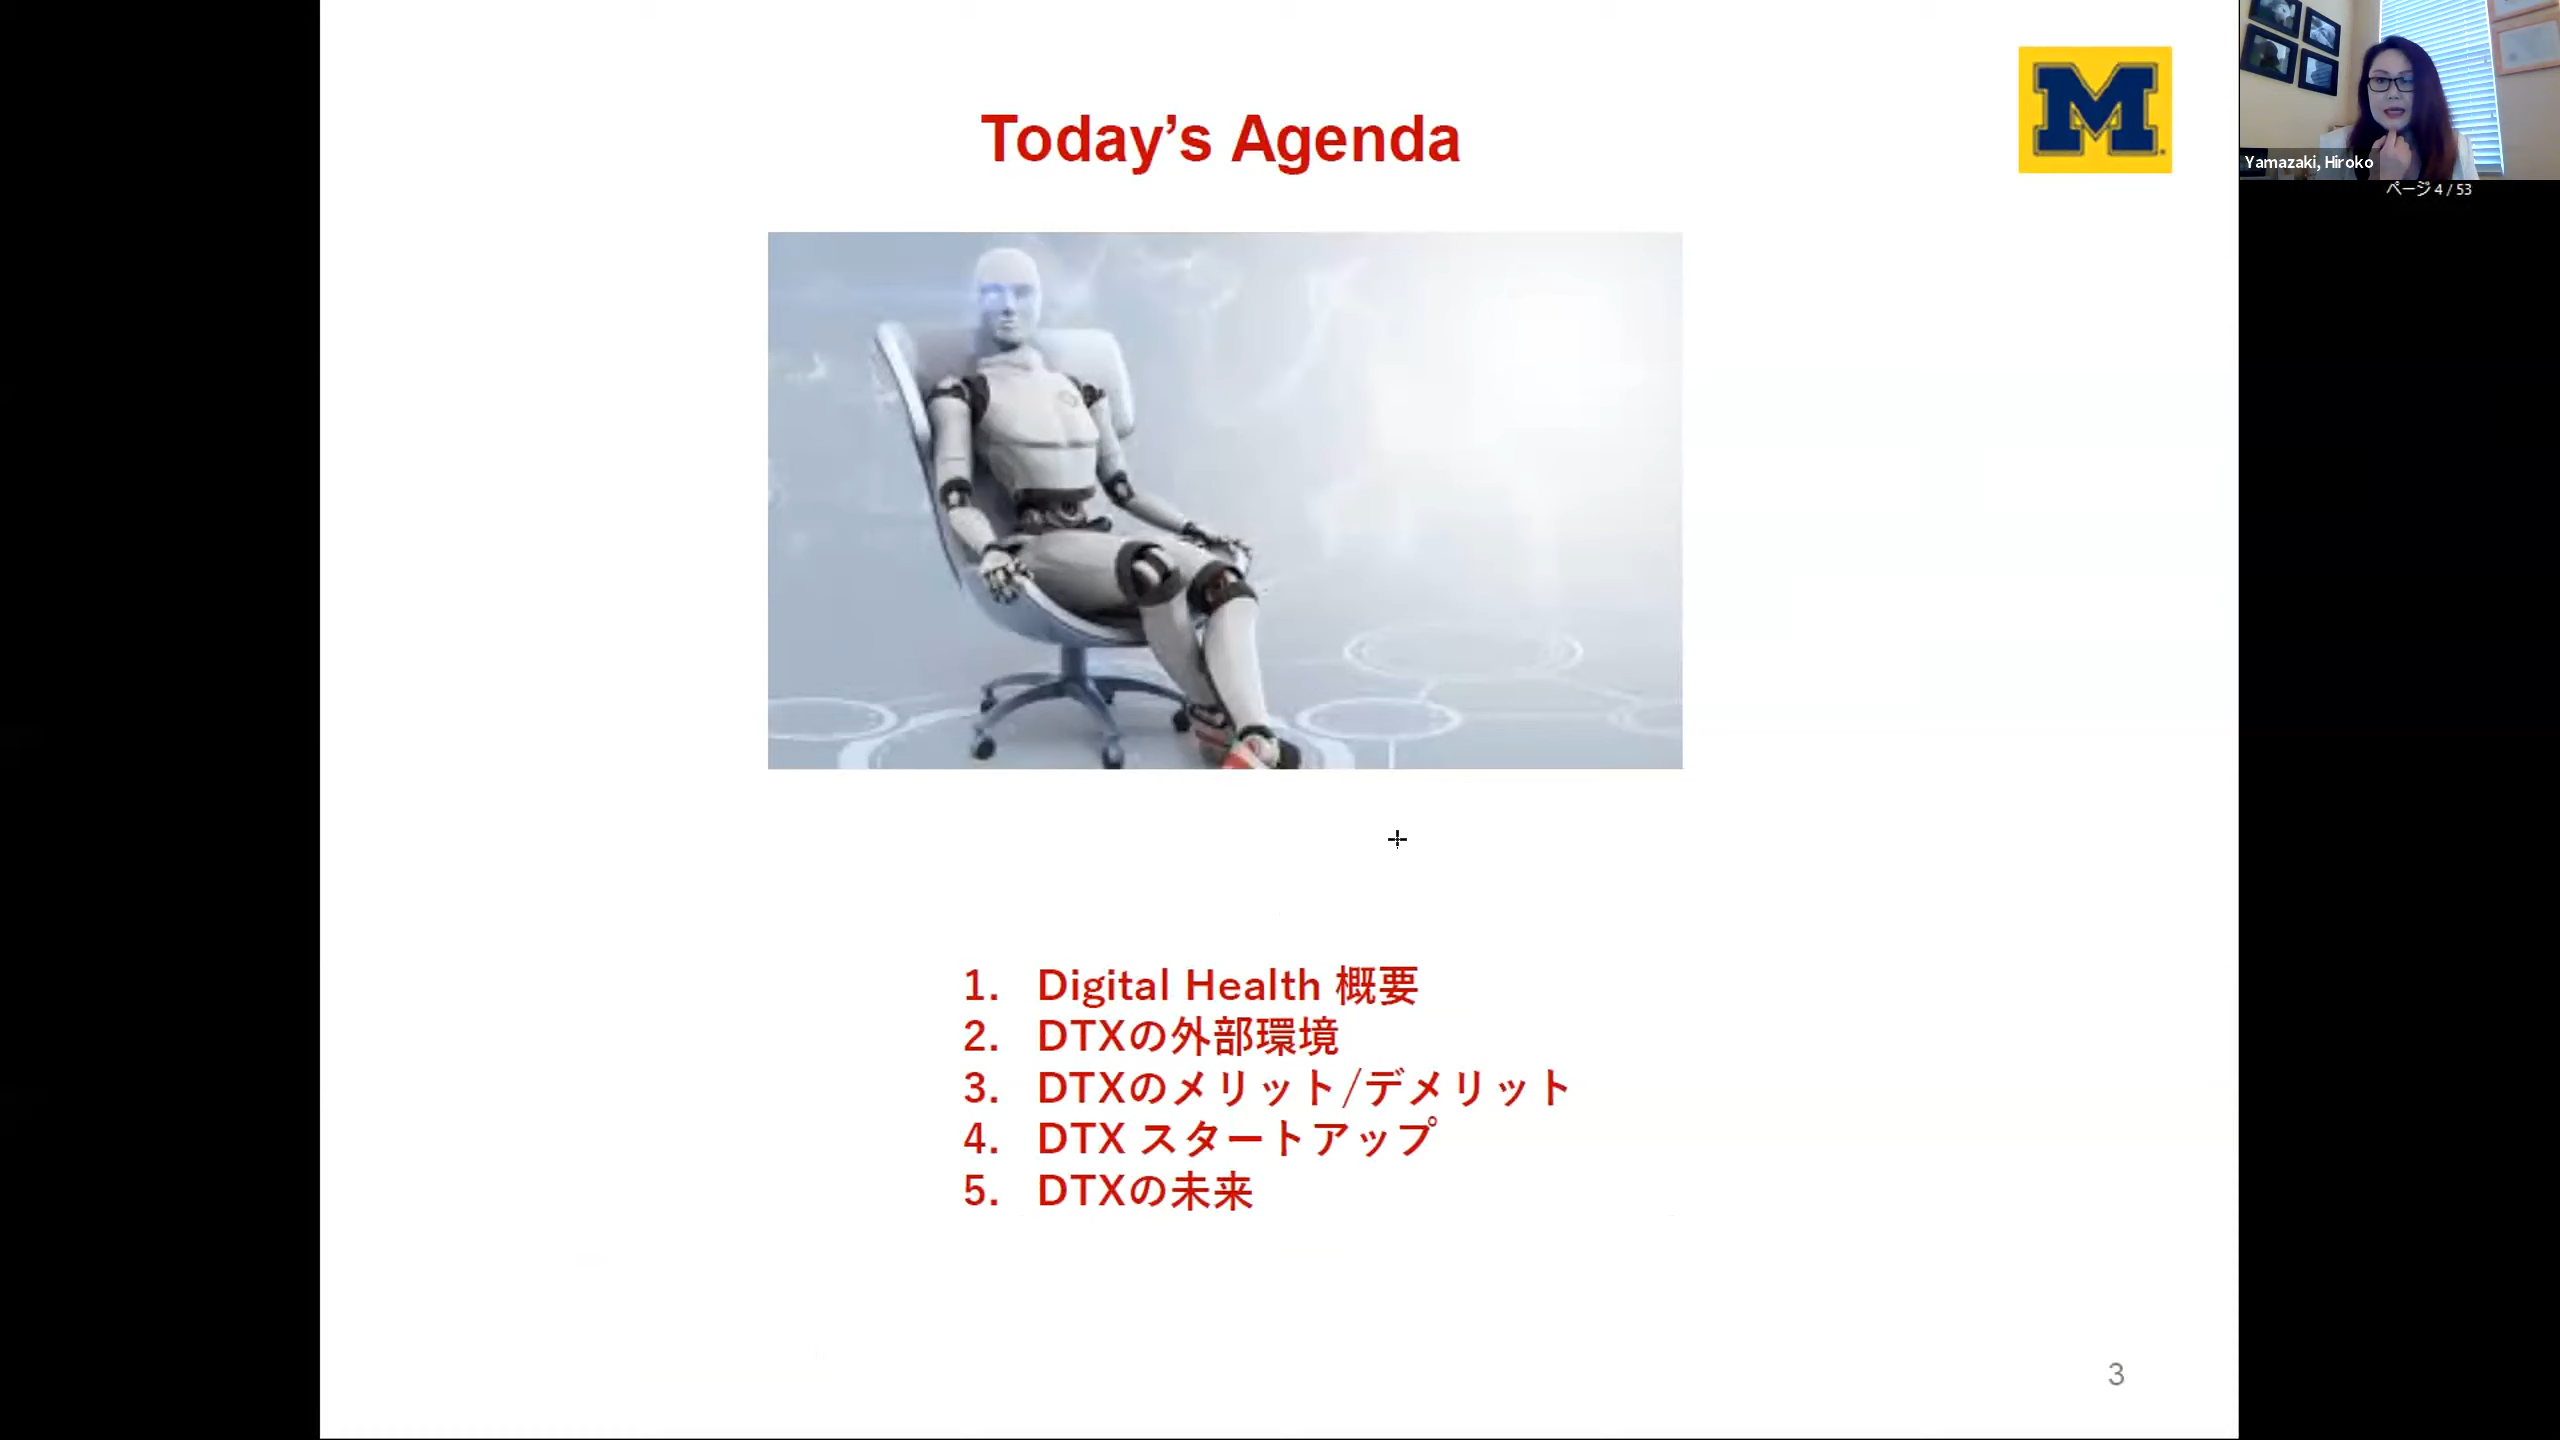 Today's Agenda
M
Yamazaki, Hiroko
ページ 4 / 53
1. Digital Health 概要
2. DTXの外部環境
3. DTXのメリット/デメリット
4. DTX スタートアップ
5. DTXの未来
3